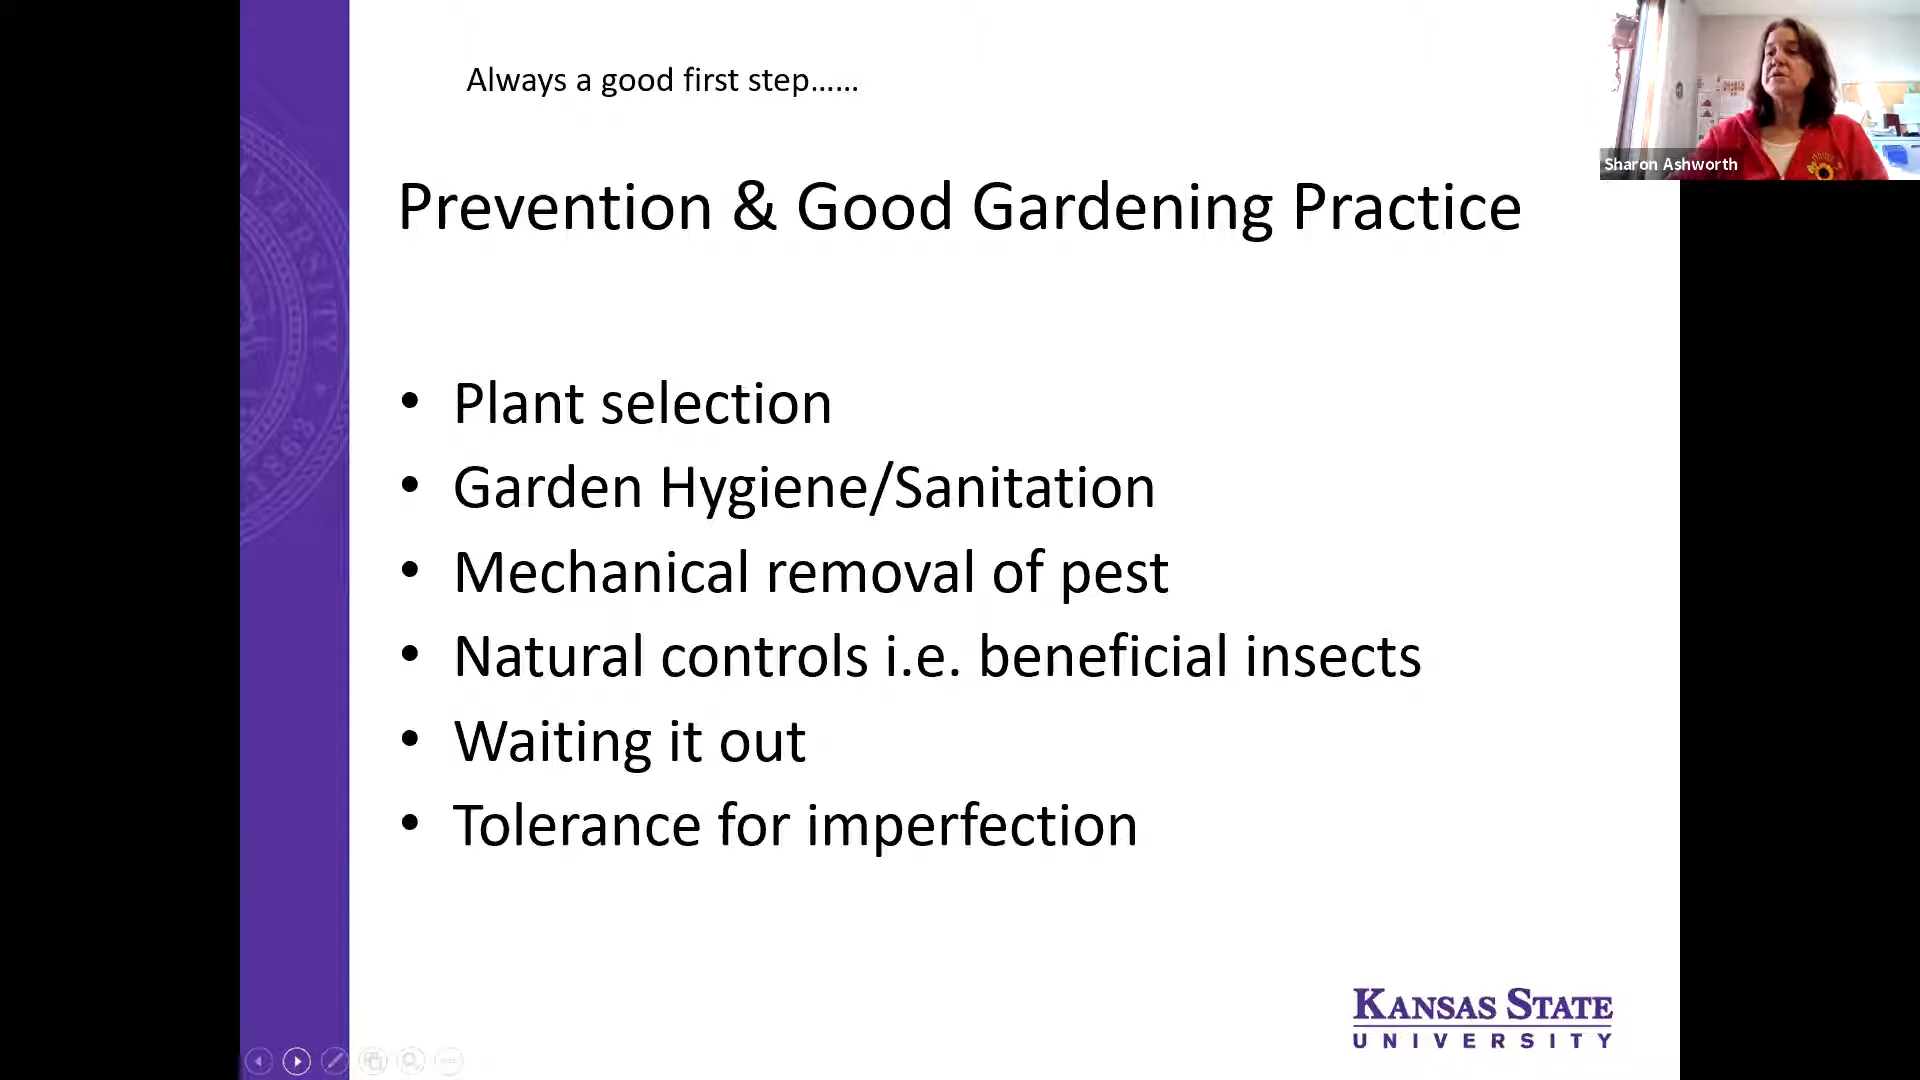 Always a good first step……
Sharon Ashworth
Prevention & Good Gardening Practice
• Plant selection
• Garden Hygiene/Sanitation
• Mechanical removal of pest
• Natural controls i.e. beneficial insects
• Waiting it out
• Tolerance for imperfection
KANSAS STATE
UNIVERSITY